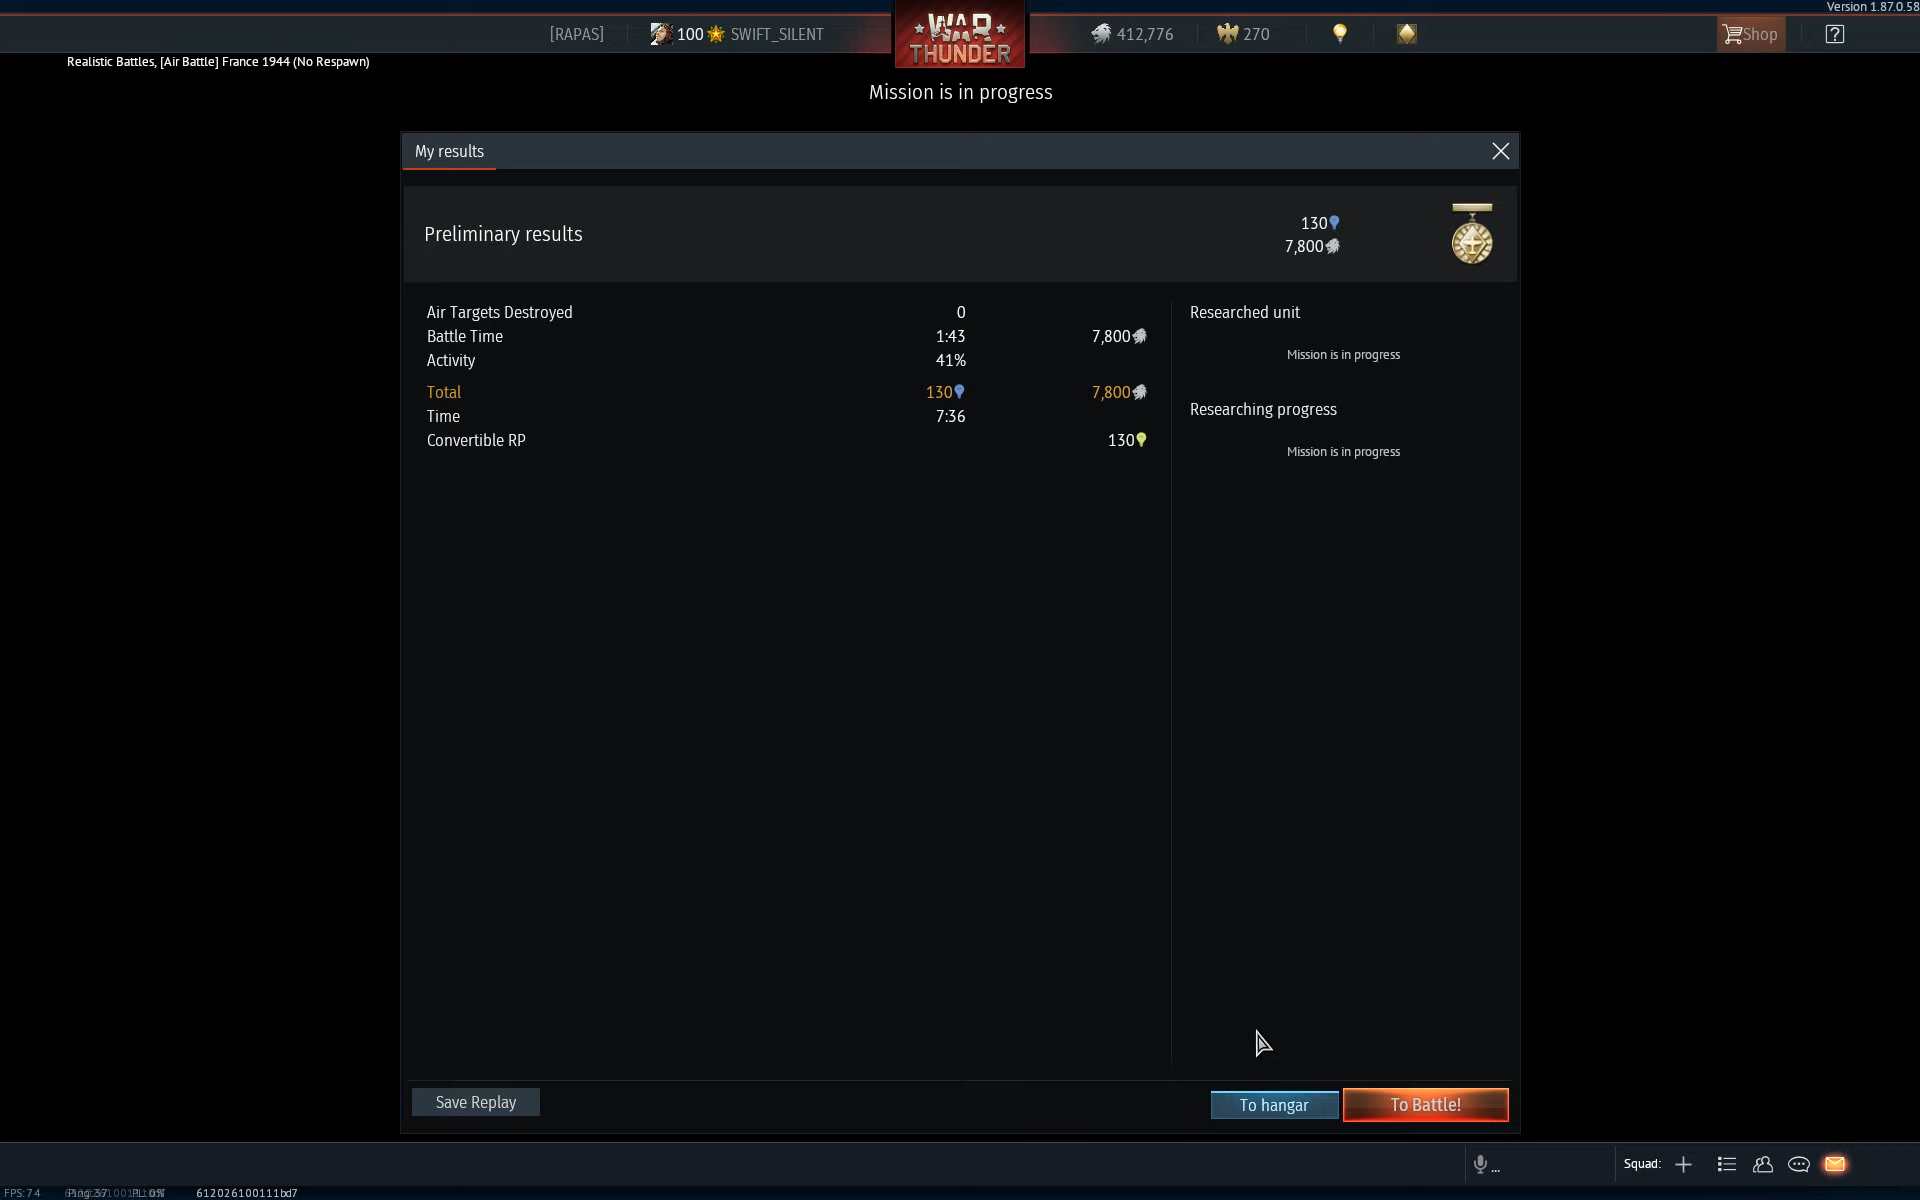 Version 1.87.0.58
[RAPAS] 100 SWIFT_SILENT WAR THUNDER 412,776 270 Shop ?
Realistic Battles, [Air Battle] France 1944 (No Respawn)
Mission is in progress
My results
Preliminary results
130
7,800
Air Targets Destroyed 0
Battle Time 1:43 7,800
Activity 41%
Total 130 7,800
Time 7:36
Convertible RP 130
Researched unit
Mission is in progress
Researching progress
Mission is in progress
Save Replay To hangar To Battle!
... Squad:
FPS: 74 612026100111bd7